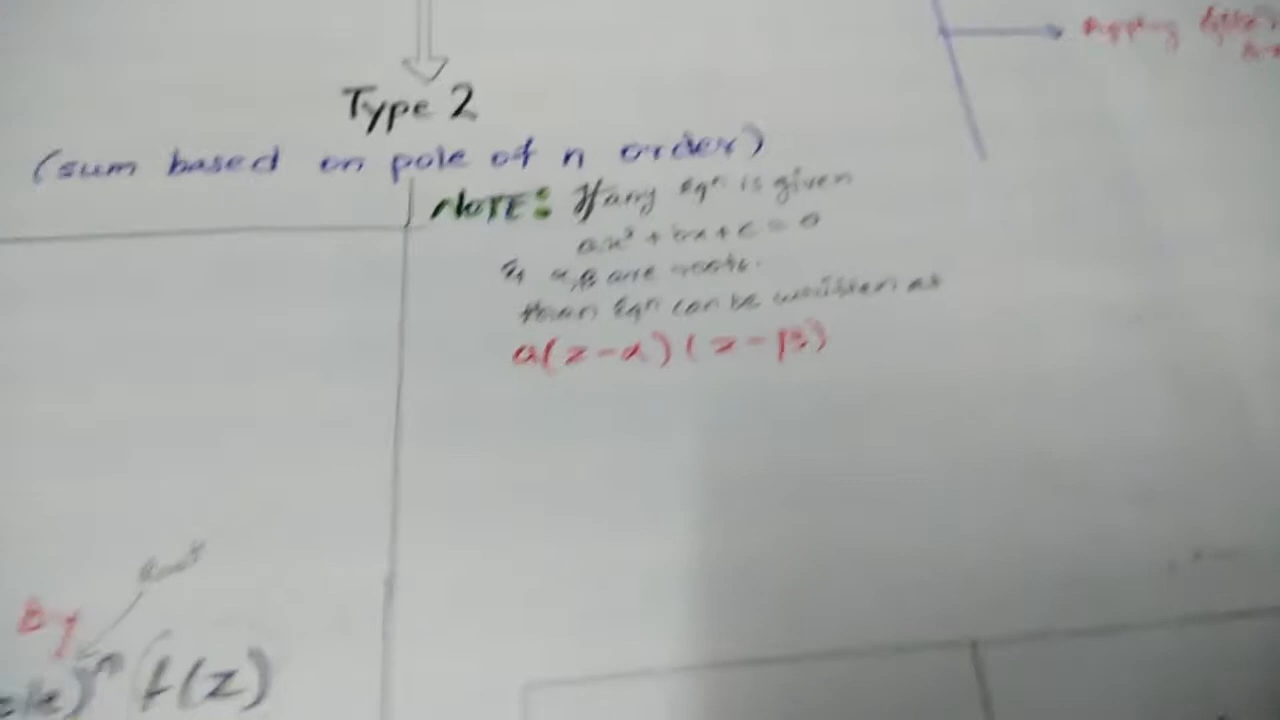 Type 2
(sum based on pole of n order)
NOTE: If any Eqn is given
ax² + bx + c = 0
& α, β are roots.
then Eqn can be written as
a(z-α)(z-β)
By
)ⁿ f(z)